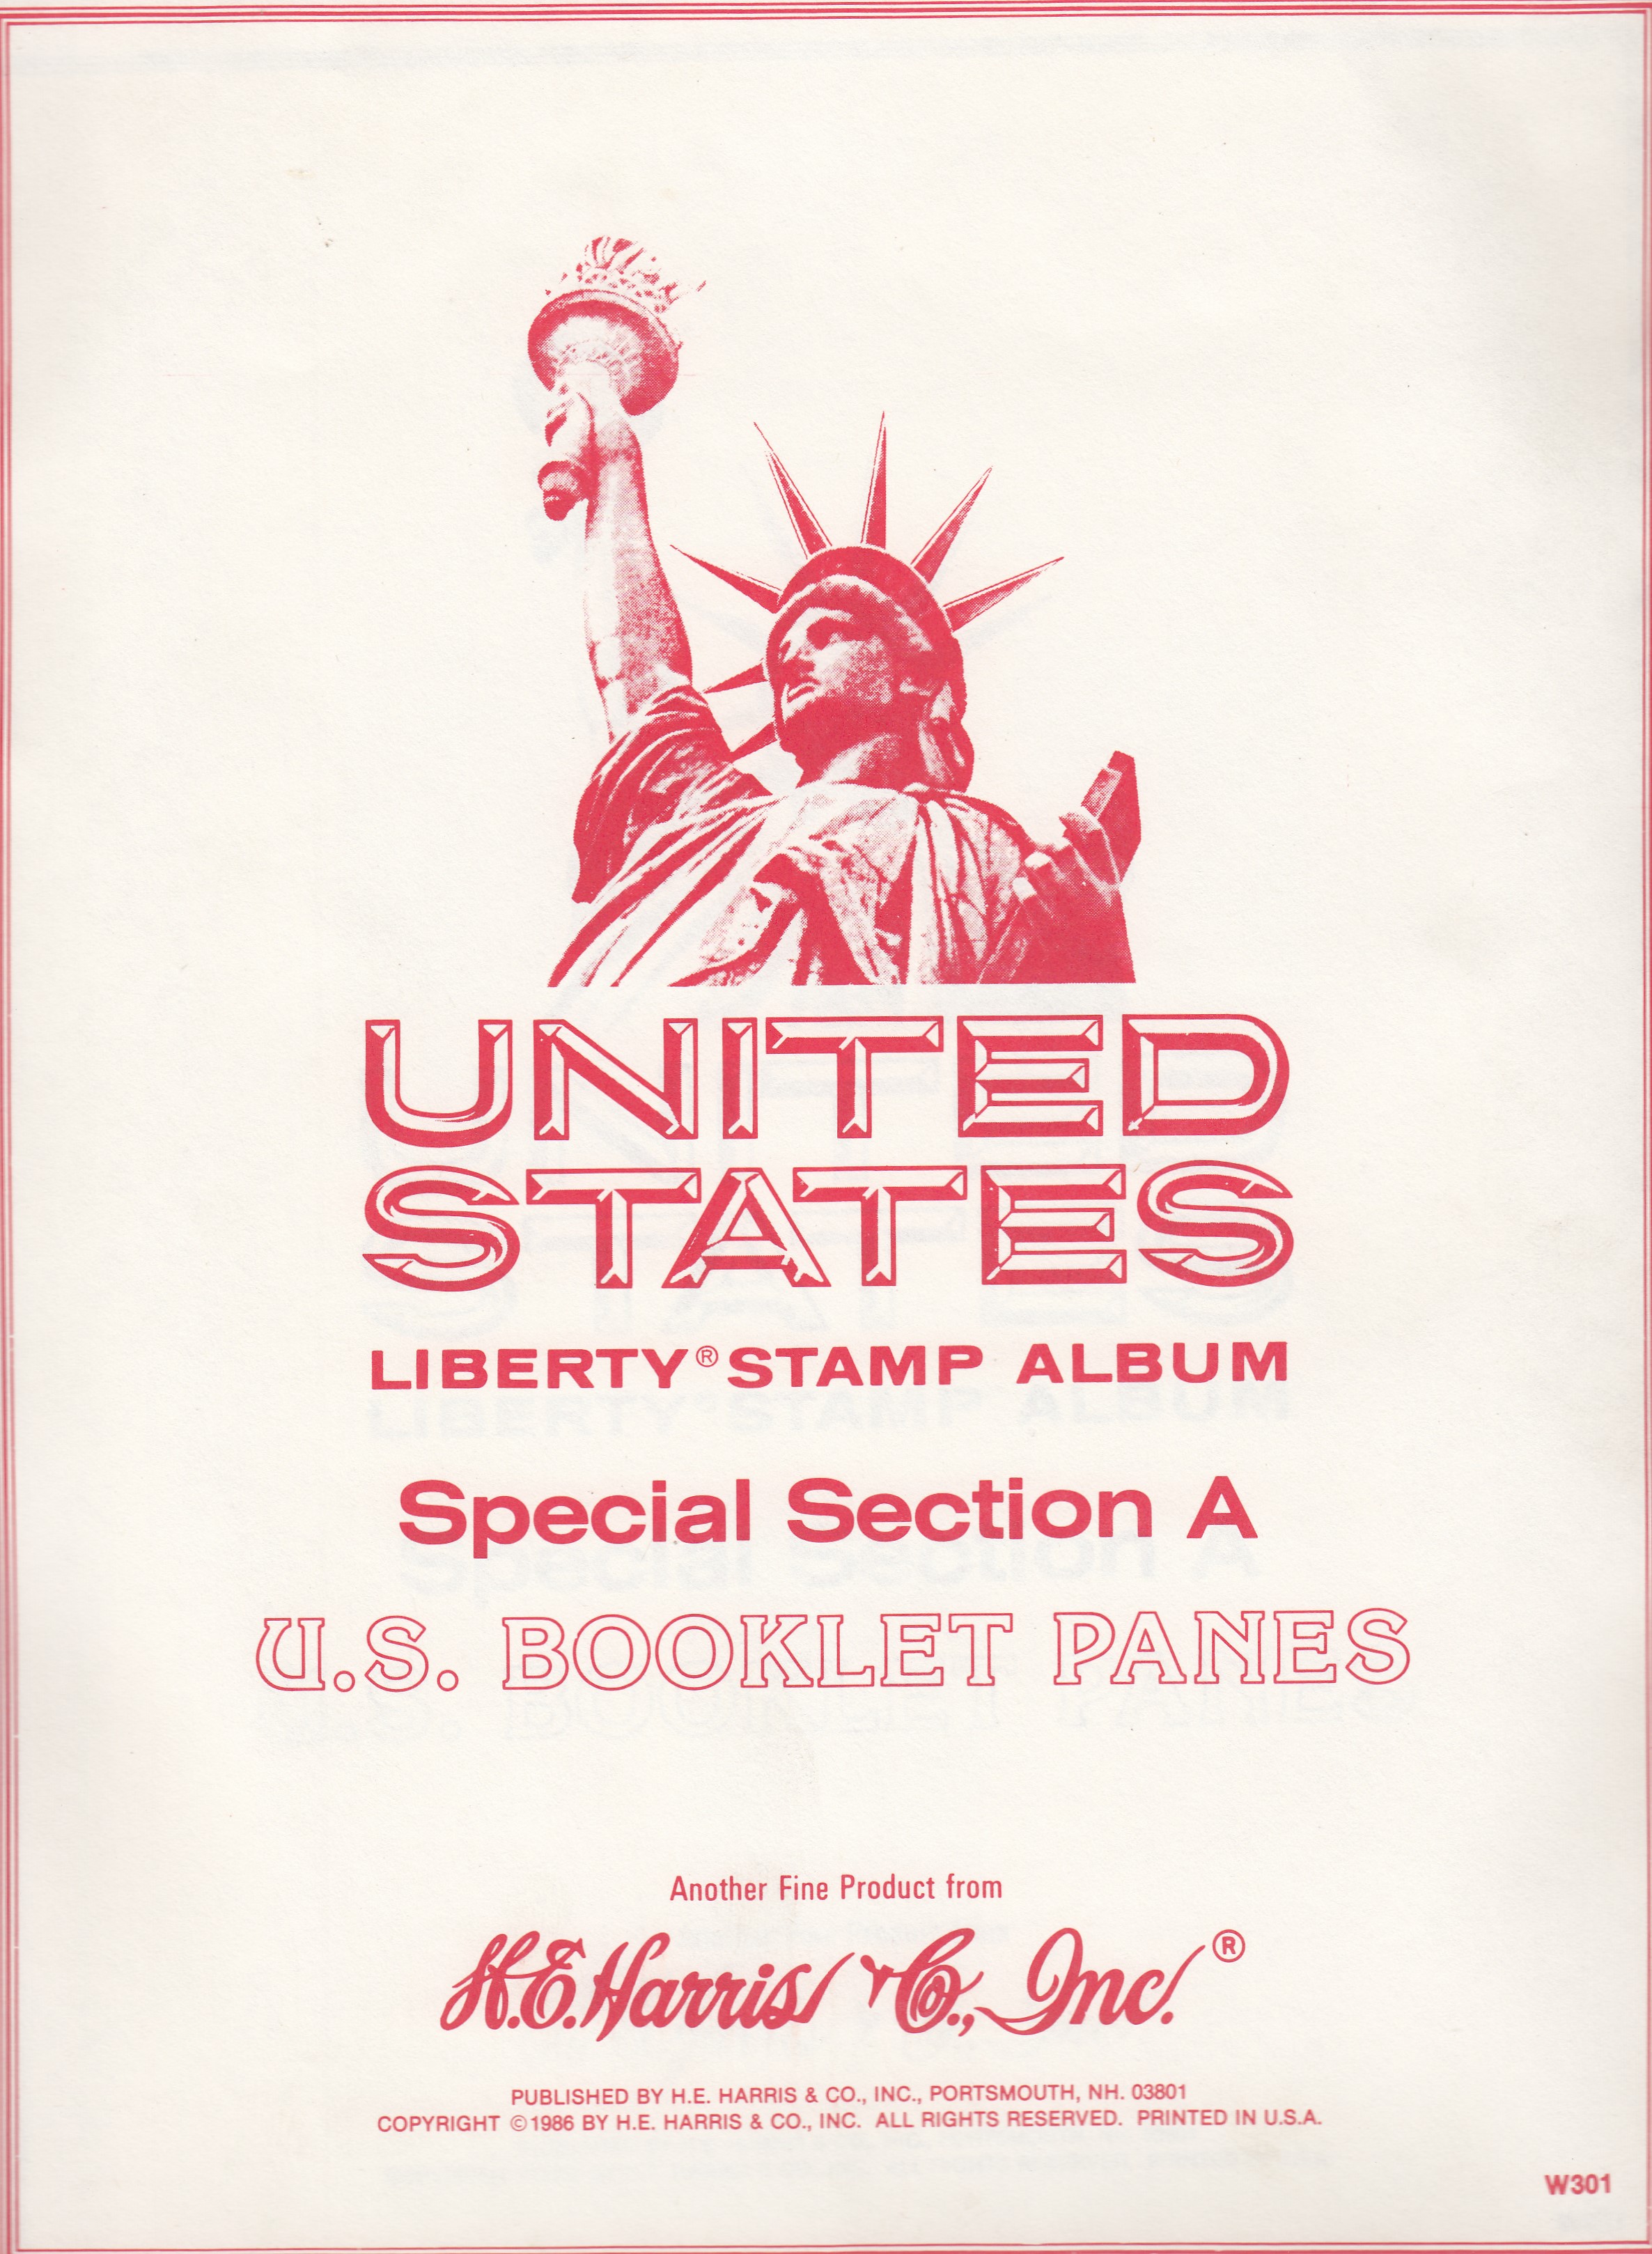 UNITED
STATES
LIBERTY® STAMP ALBUM
Special Section A
U.S. BOOKLET PANES
Another Fine Product from
H.E. Harris & Co., Inc.®
PUBLISHED BY H.E. HARRIS & CO., INC., PORTSMOUTH, NH. 03801
COPYRIGHT ©1986 BY H.E. HARRIS & CO., INC. ALL RIGHTS RESERVED. PRINTED IN U.S.A.
W301